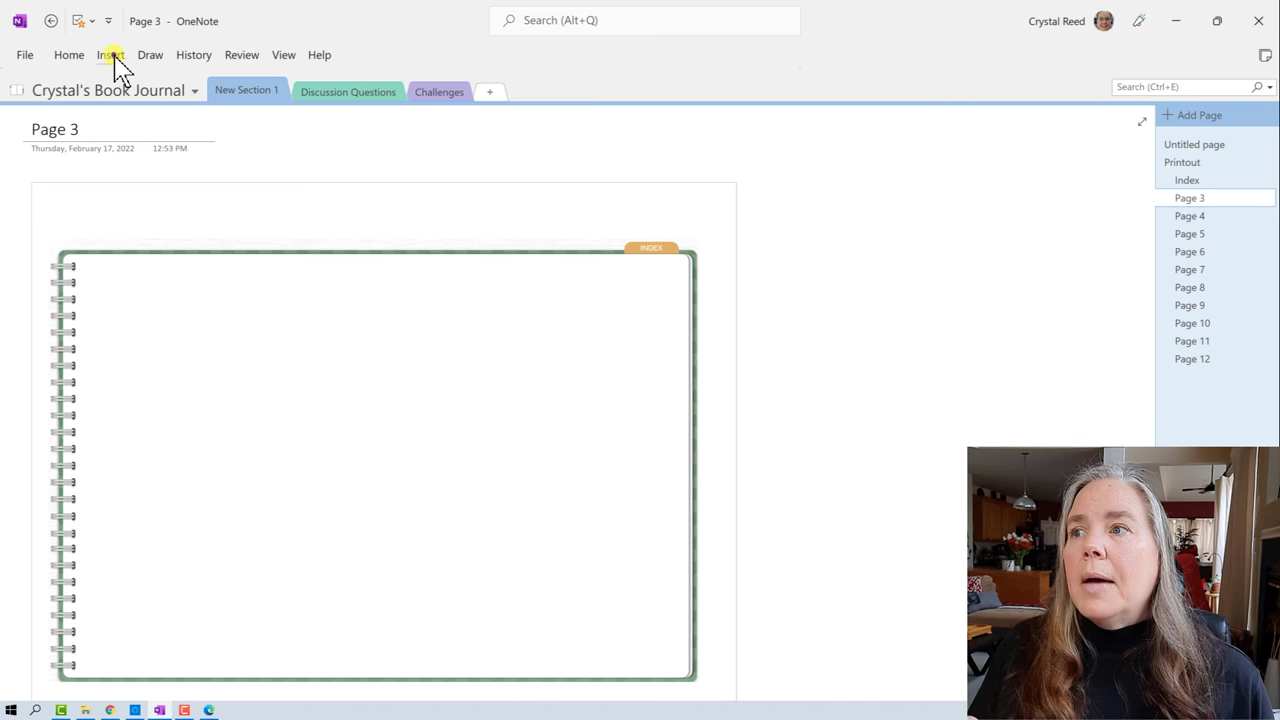 Page 3 - OneNote
Search (Alt+Q)
Crystal Reed
File Home Insert Draw History Review View Help
Crystal's Book Journal
New Section 1
Discussion Questions
Challenges
Search (Ctrl+E)
Page 3
Thursday, February 17, 2022 12:53 PM
INDEX
Add Page
Untitled page
Printout
Index
Page 3
Page 4
Page 5
Page 6
Page 7
Page 8
Page 9
Page 10
Page 11
Page 12